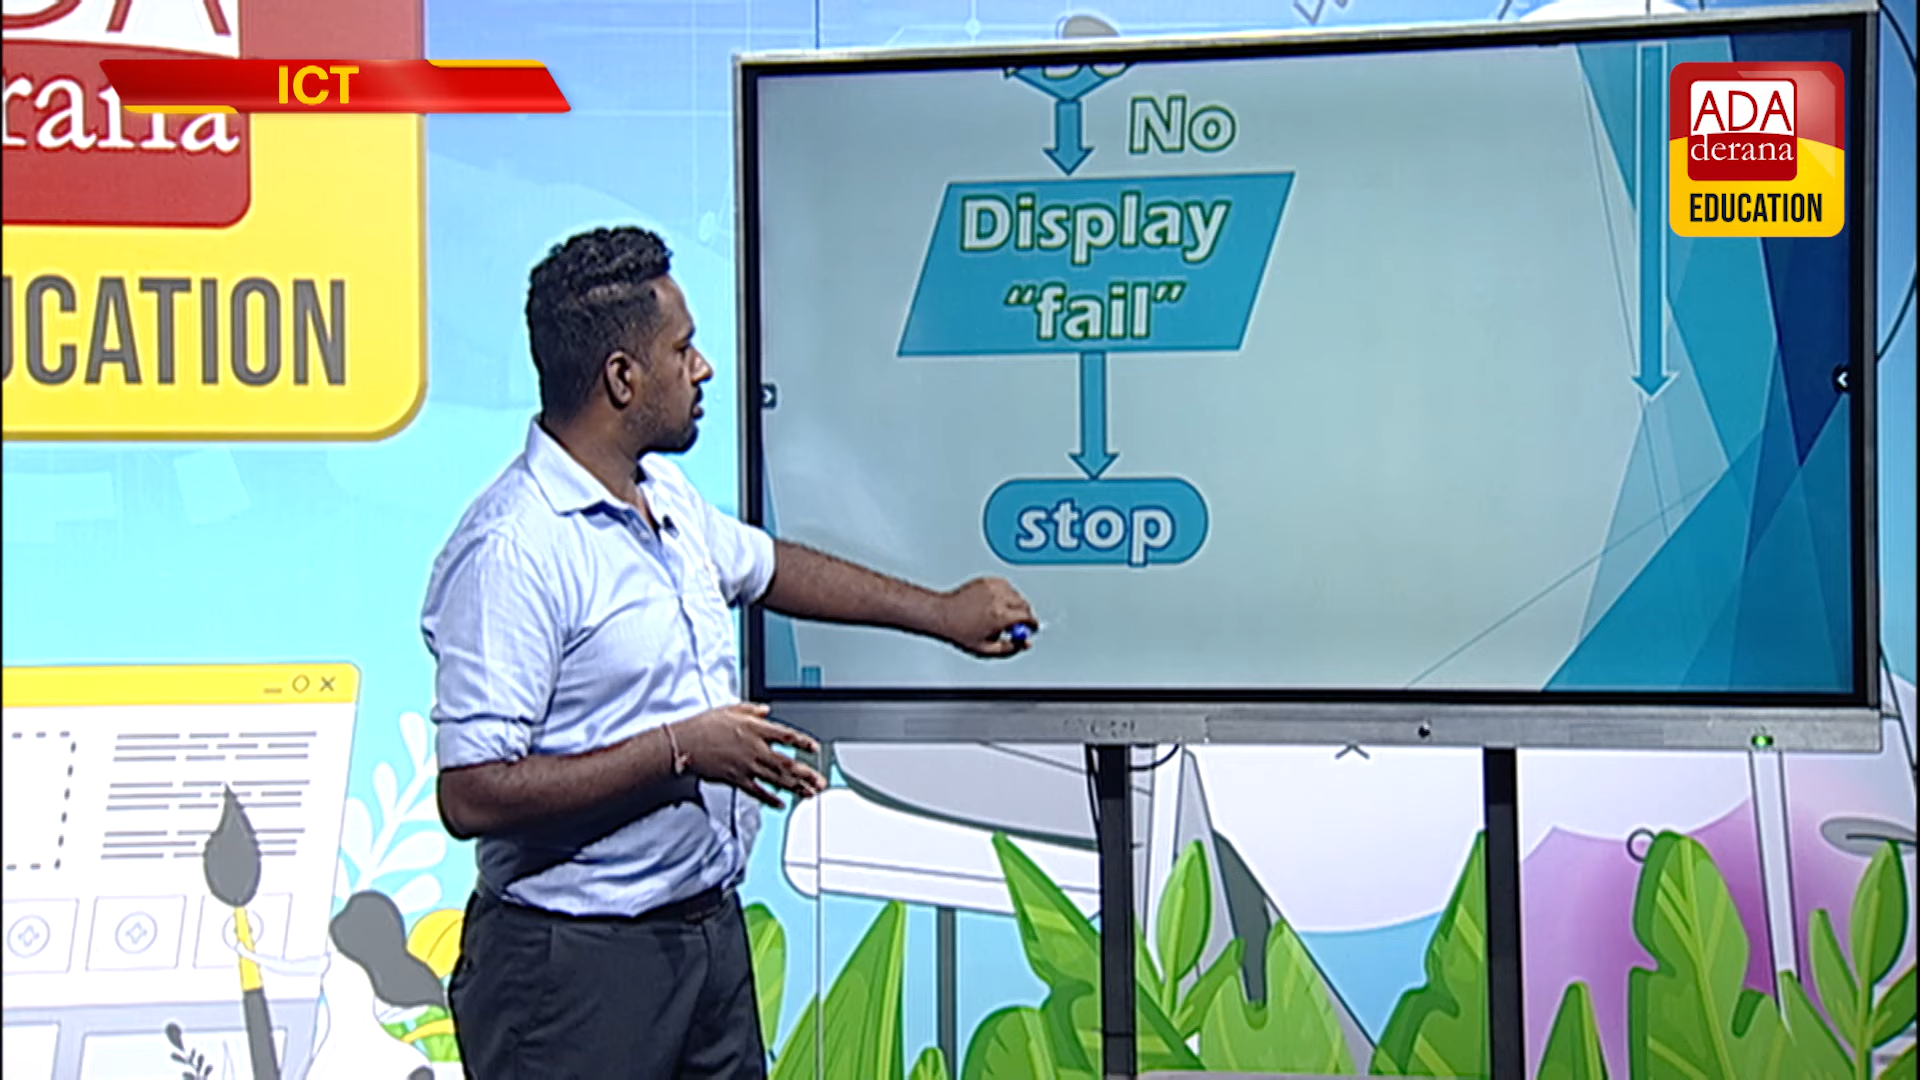 ICT
No
Display
“fail”
stop
ADA
derana
EDUCATION